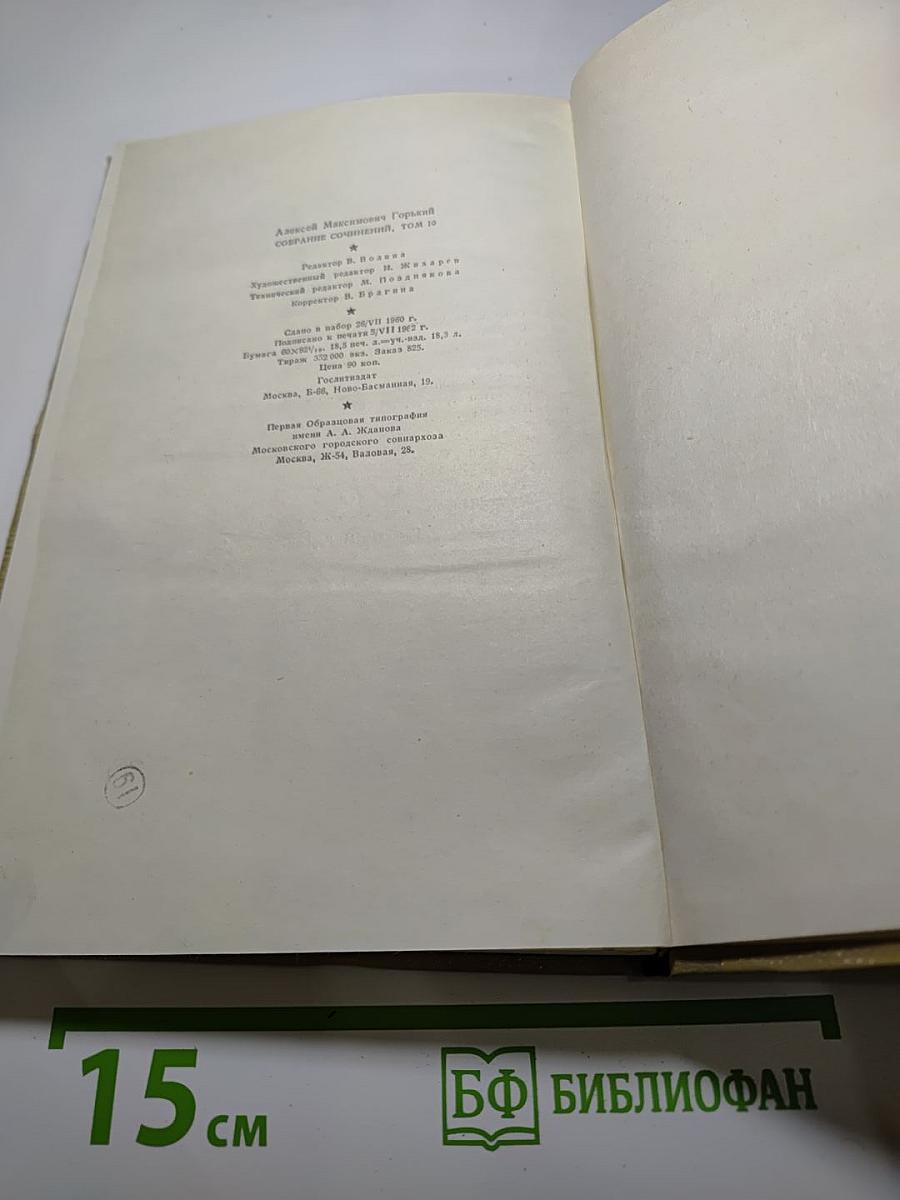 Алексей Максимович Горький
СОБРАНИЕ СОЧИНЕНИЙ, ТОМ 10
Редактор В. Водина
Художественный редактор И. Жихарев
Технический редактор М. Позднякова
Корректор В. Брагина
Сдано в набор 26/VII 1960 г.
Подписано к печати 5/VII 1962 г.
Бумага 60×92¹/₁₆. 18,5 печ. л.=уч.-изд. 18,3 л.
Тираж 332 000 экз. Заказ 825.
Цена 90 коп.
Гослитиздат
Москва, Б-66, Ново-Басманная, 19.
Первая Образцовая типография
имени А. А. Жданова
Московского городского совнархоза
Москва, Ж-54, Валовая, 28.
61
15 см
БФ БИБЛИОФАН